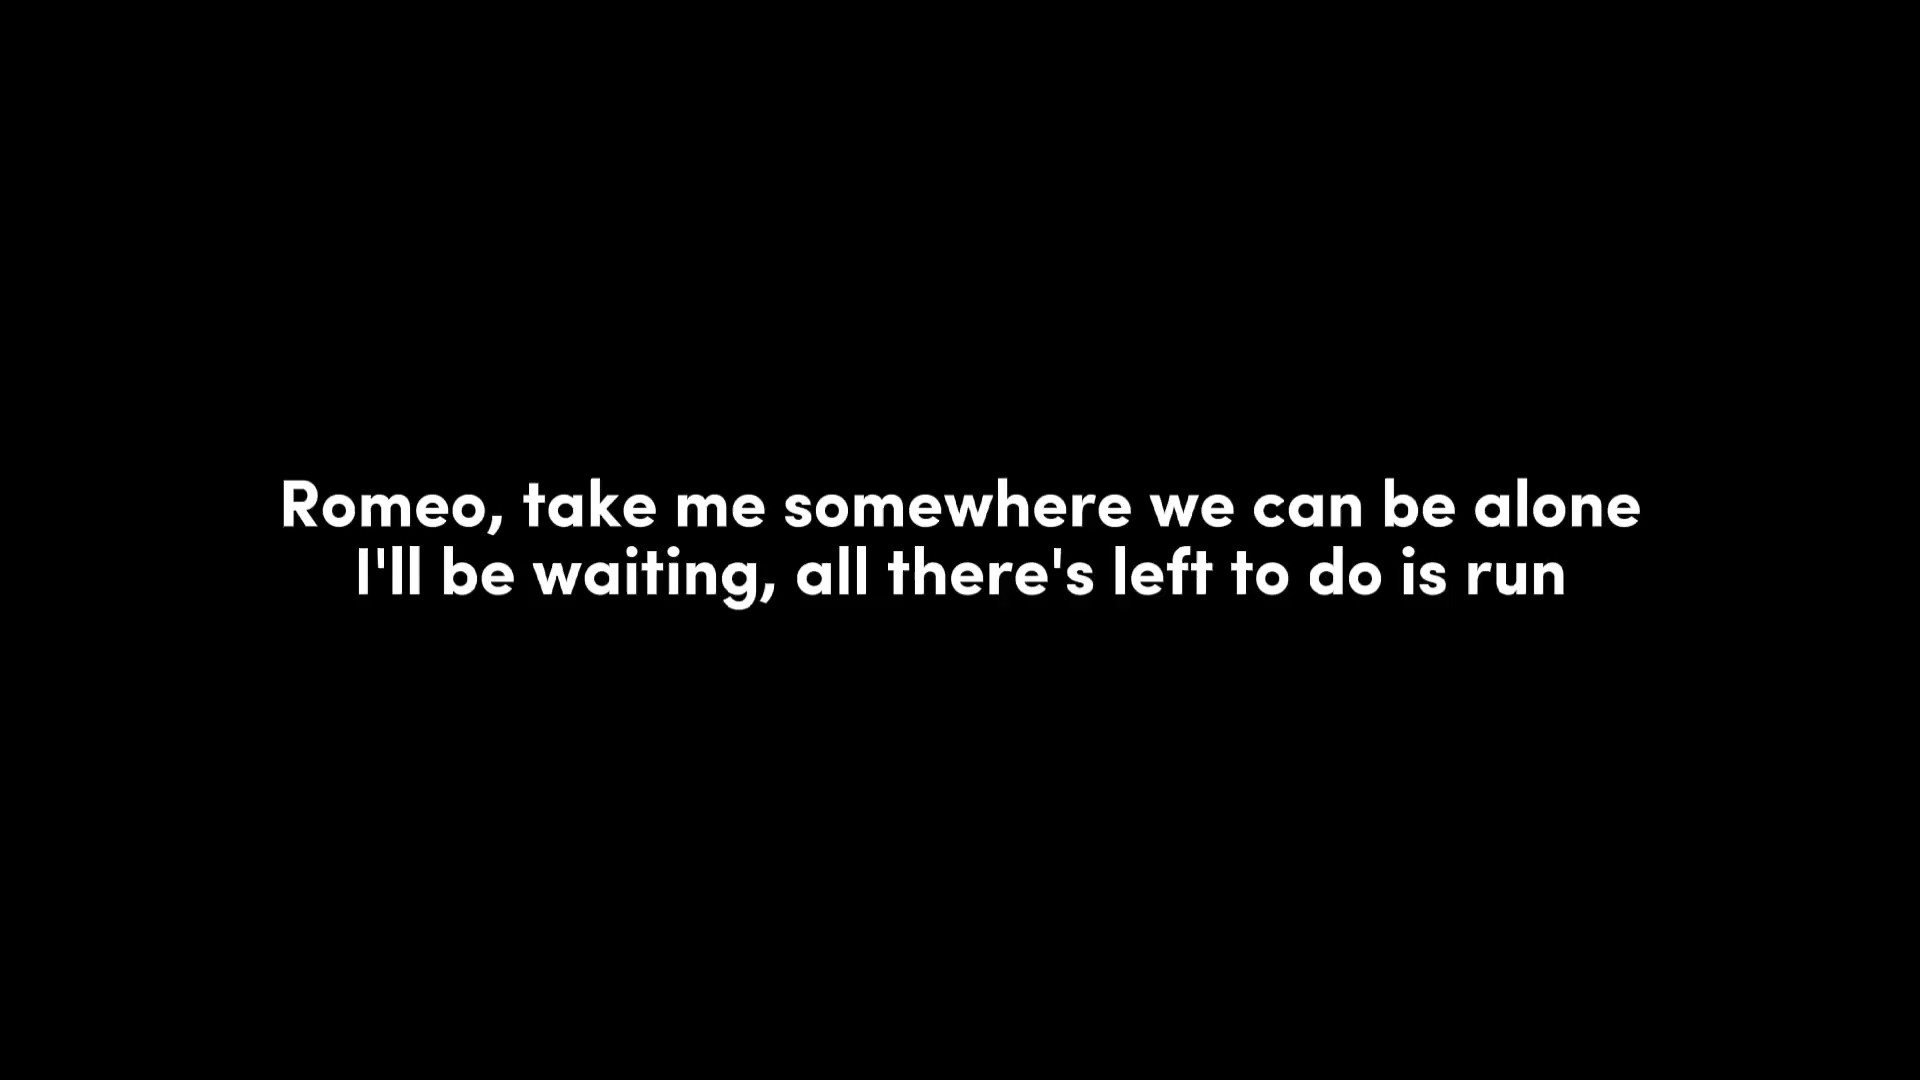 Romeo, take me somewhere we can be alone
I'll be waiting, all there's left to do is run